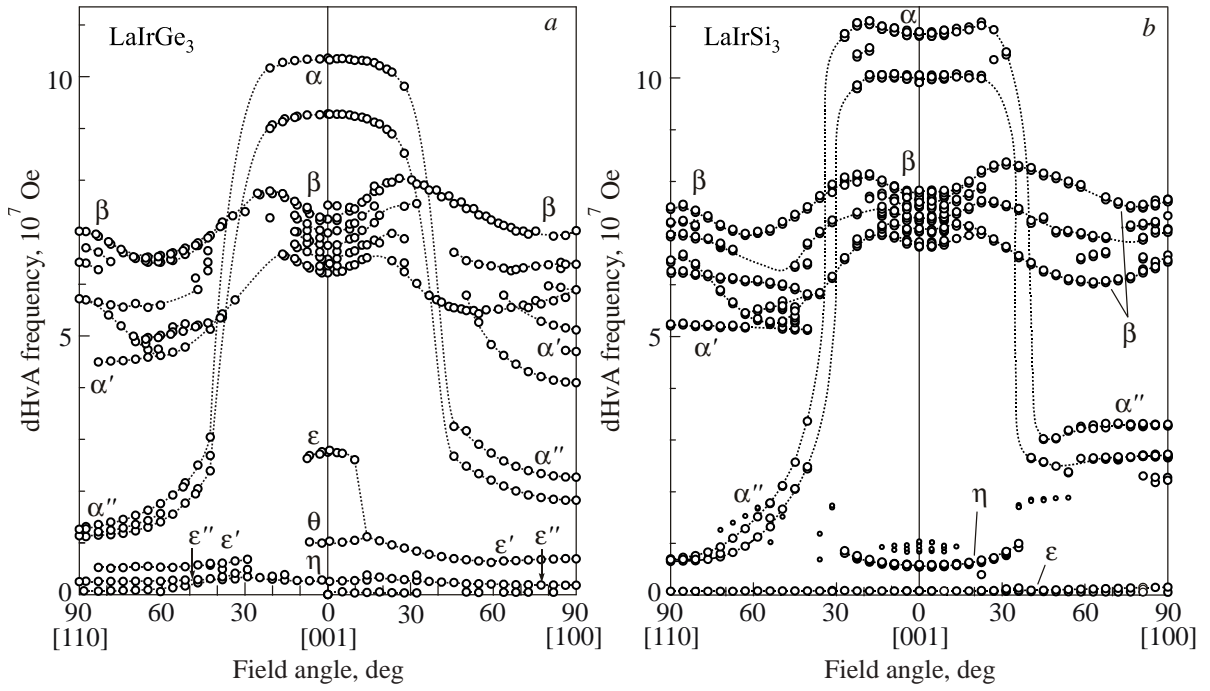 LaIrGe3
a
10
5
0
dHvA frequency, 10^7 Oe
α
β
β
β
α′
α′
ε
α″
α″
θ
ε″
ε′
η
ε′
ε″
90
60
30
0
30
60
90
[110]
[001]
[100]
Field angle, deg
LaIrSi3
b
10
5
0
dHvA frequency, 10^7 Oe
α
β
β
β
α′
α″
α″
η
ε
90
60
30
0
30
60
90
[110]
[001]
[100]
Field angle, deg